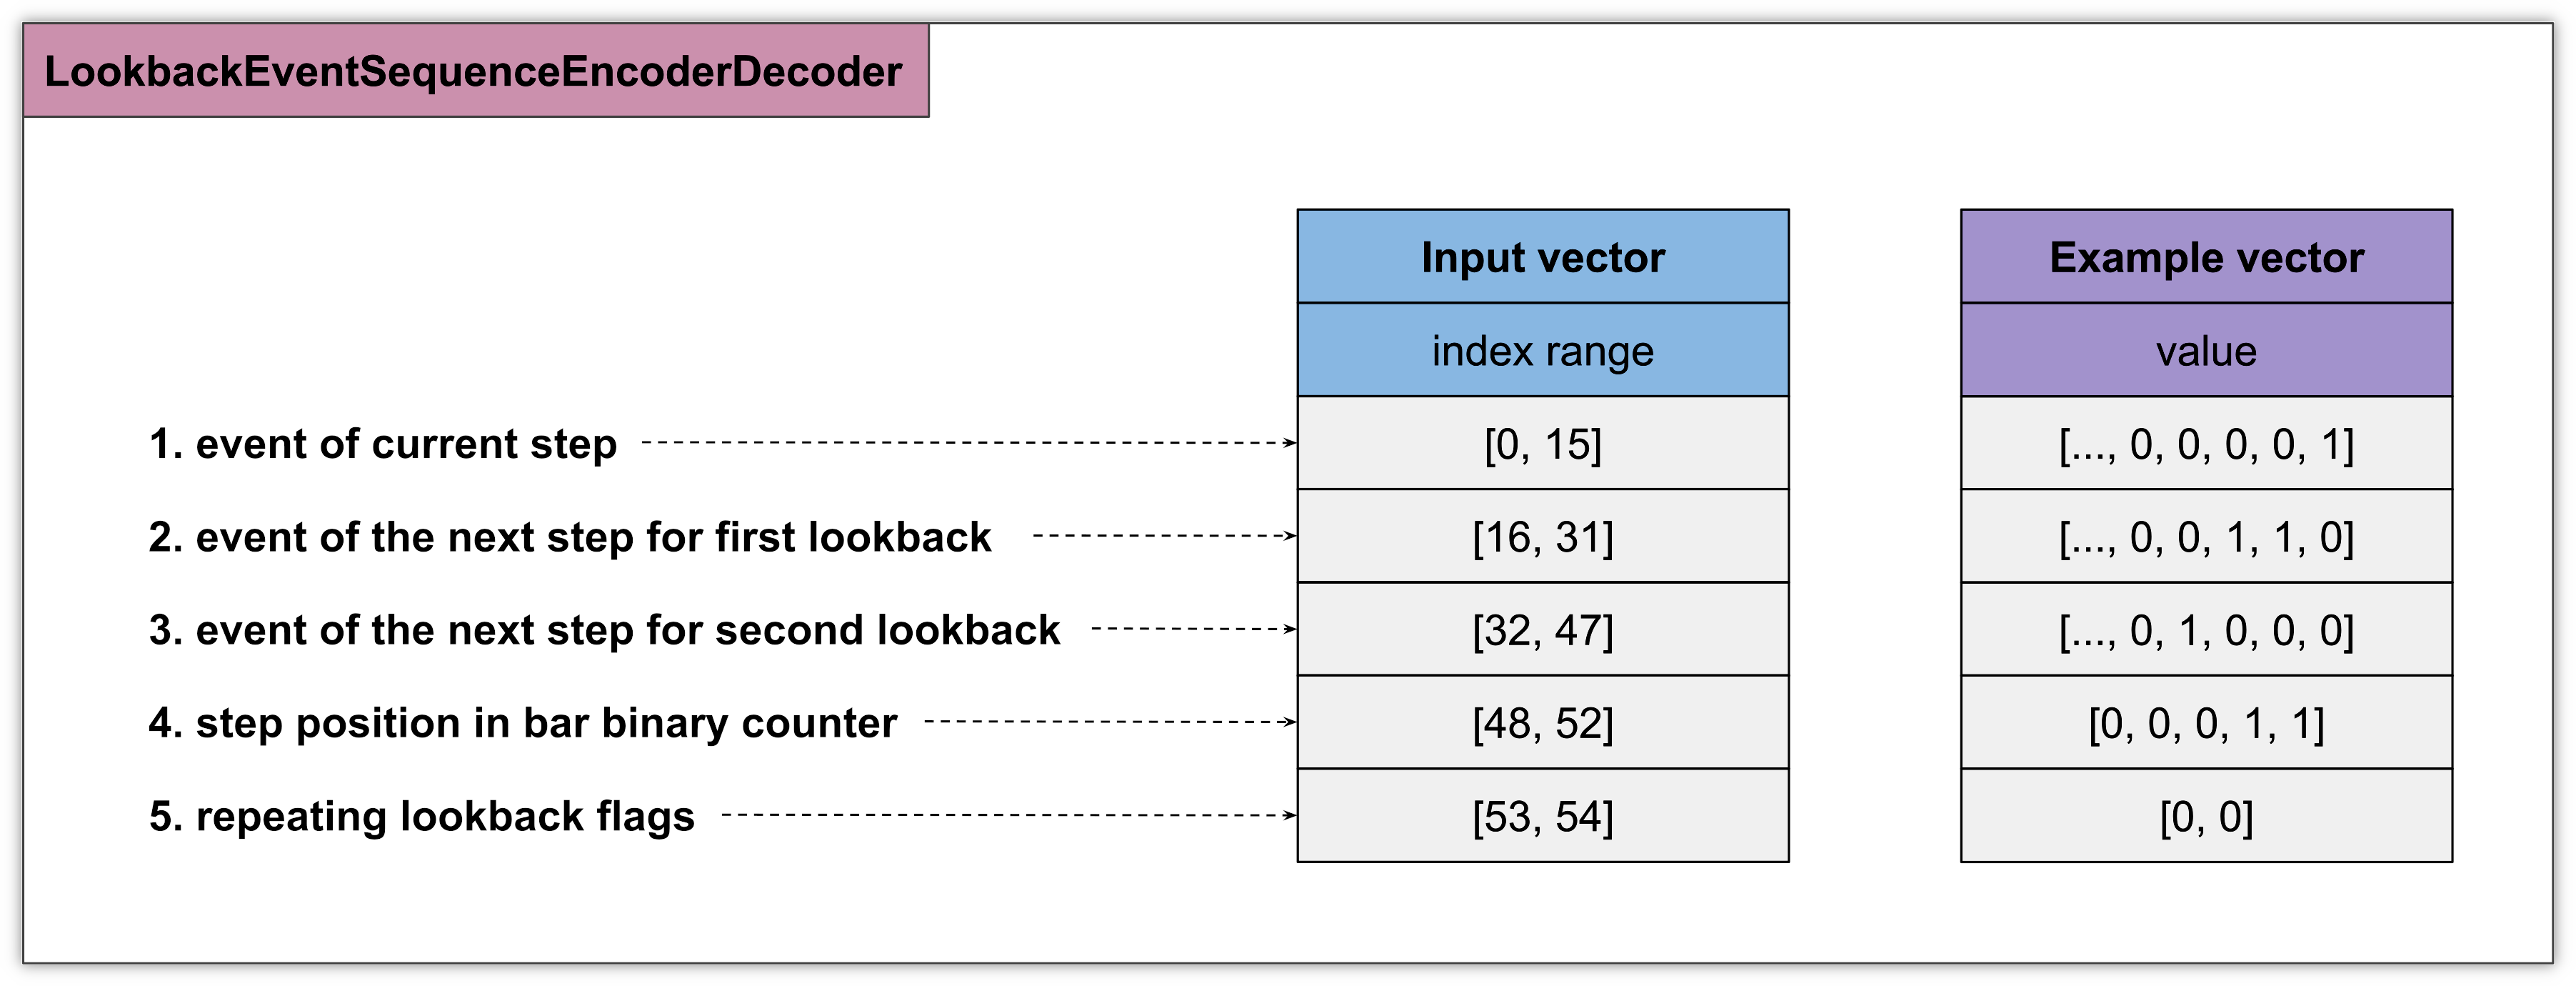 LookbackEventSequenceEncoderDecoder
Input vector Example vector
index range value
1. event of current step [0, 15] [..., 0, 0, 0, 0, 1]
2. event of the next step for first lookback [16, 31] [..., 0, 0, 1, 1, 0]
3. event of the next step for second lookback [32, 47] [..., 0, 1, 0, 0, 0]
4. step position in bar binary counter [48, 52] [0, 0, 0, 1, 1]
5. repeating lookback flags [53, 54] [0, 0]